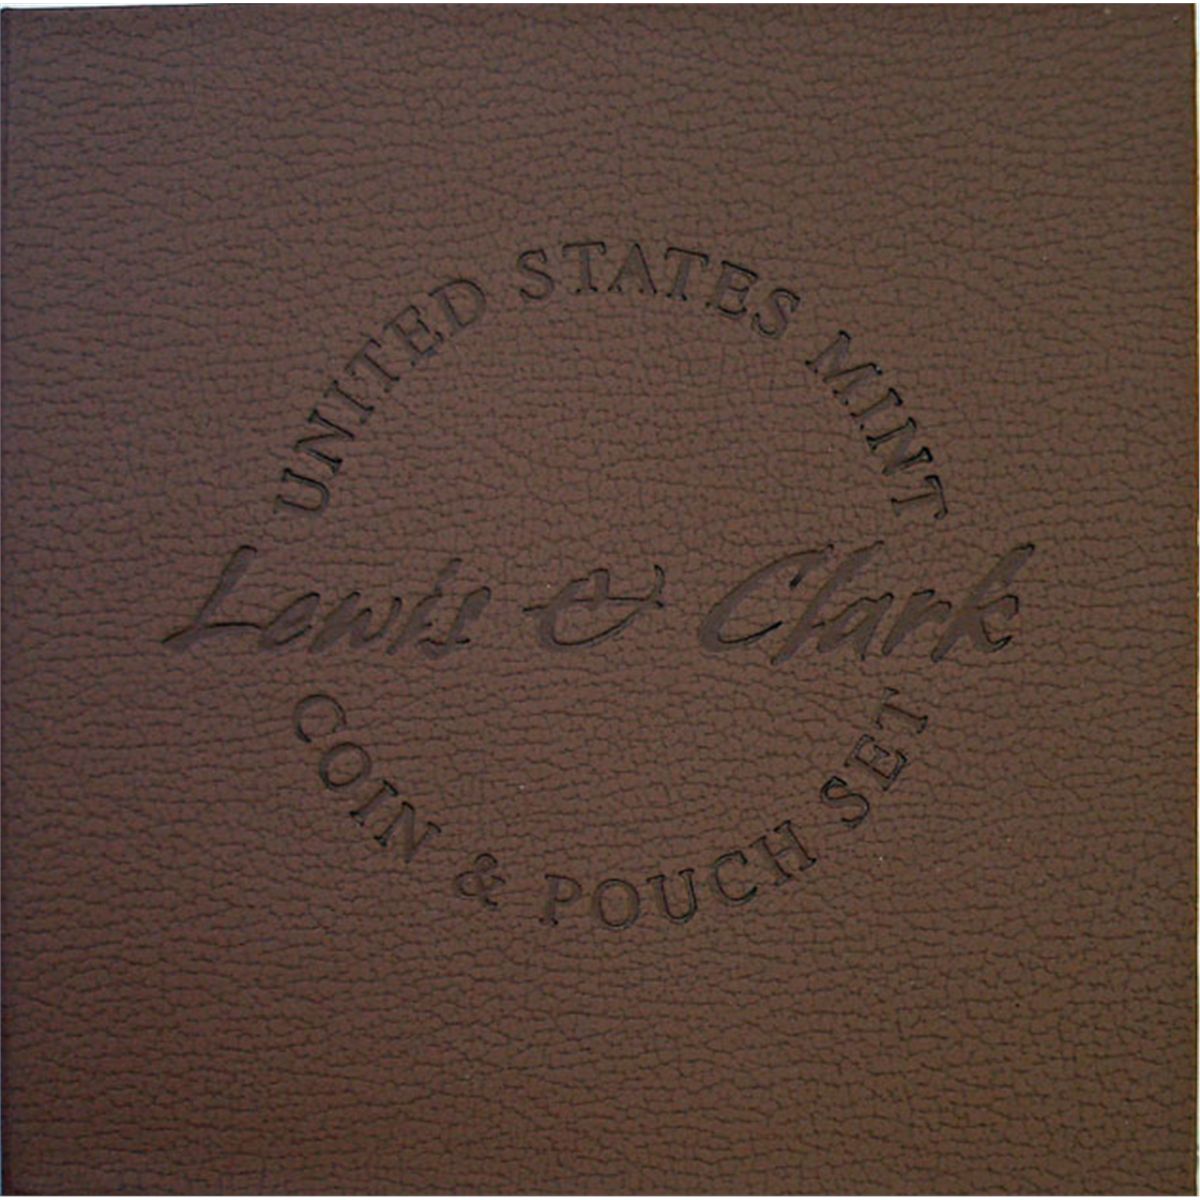 UNITED STATES MINT
Lewis & Clark
COIN & POUCH SET